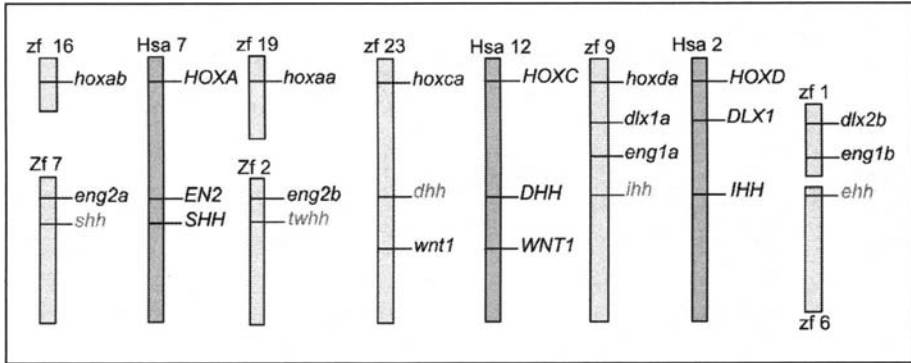 zf 16
hoxab
Zf 7
eng2a
shh
Hsa 7
HOXA
EN2
SHH
zf 19
hoxaa
Zf 2
eng2b
twhh
zf 23
hoxca
dhh
wnt1
Hsa 12
HOXC
DHH
WNT1
zf 9
hoxda
dlx1a
eng1a
ihh
Hsa 2
HOXD
DLX1
IHH
zf 1
dlx2b
eng1b
ehh
zf 6